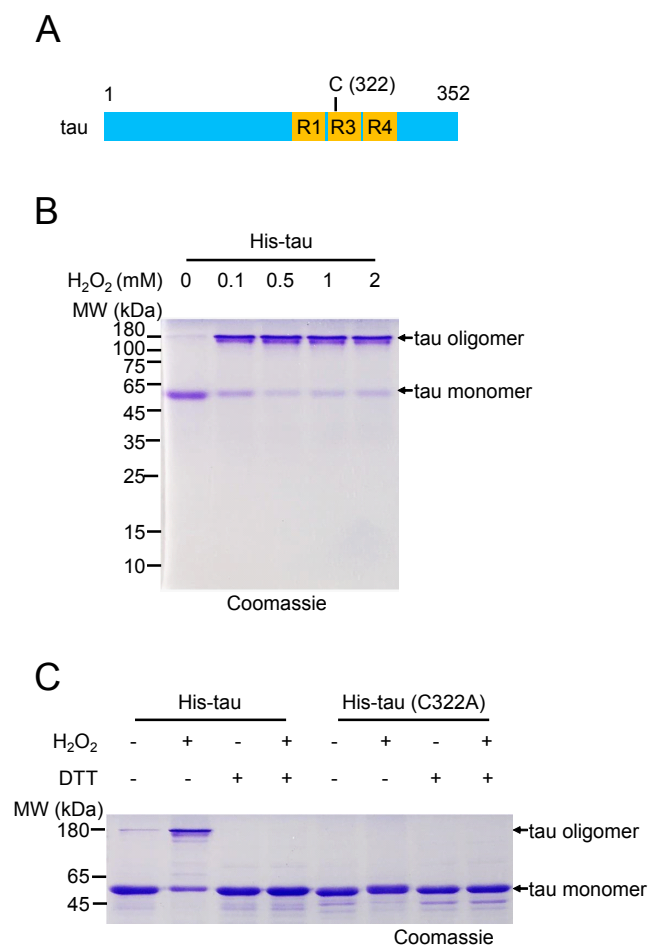 A
C (322)
1 352
tau R1 R3 R4
B
His-tau
H₂O₂ (mM) 0 0.1 0.5 1 2
MW (kDa)
180 tau oligomer
100
75
65 tau monomer
45
35
25
15
10
Coomassie
C
His-tau His-tau (C322A)
H₂O₂ - + - + - + - +
DTT - - + + - - + +
MW (kDa)
180 tau oligomer
65 tau monomer
45
Coomassie